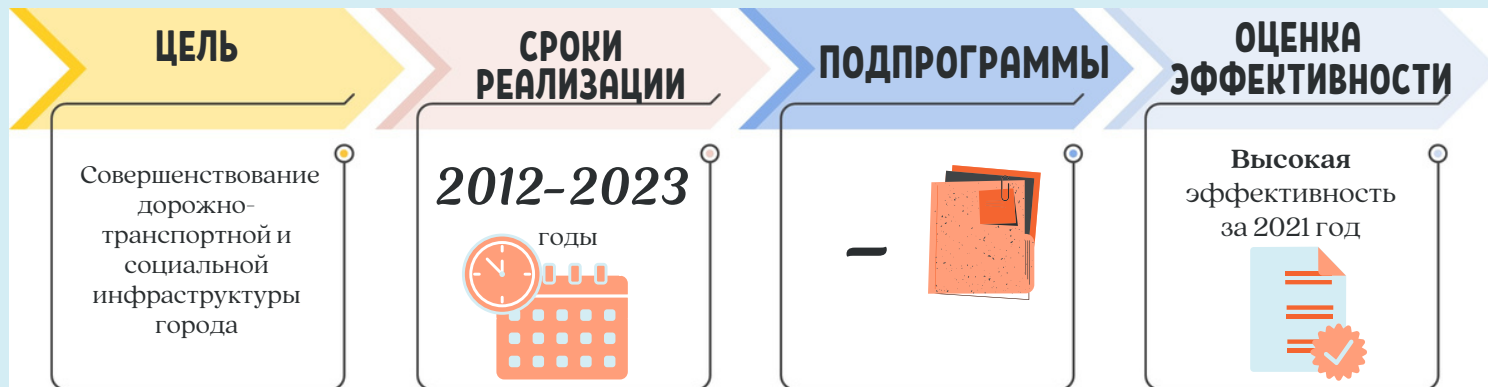 ЦЕЛЬ
Совершенствование
дорожно-
транспортной и
социальной
инфраструктуры
города
СРОКИ
РЕАЛИЗАЦИИ
2012-2023
годы
ПОДПРОГРАММЫ
-
ОЦЕНКА
ЭФФЕКТИВНОСТИ
Высокая
эффективность
за 2021 год